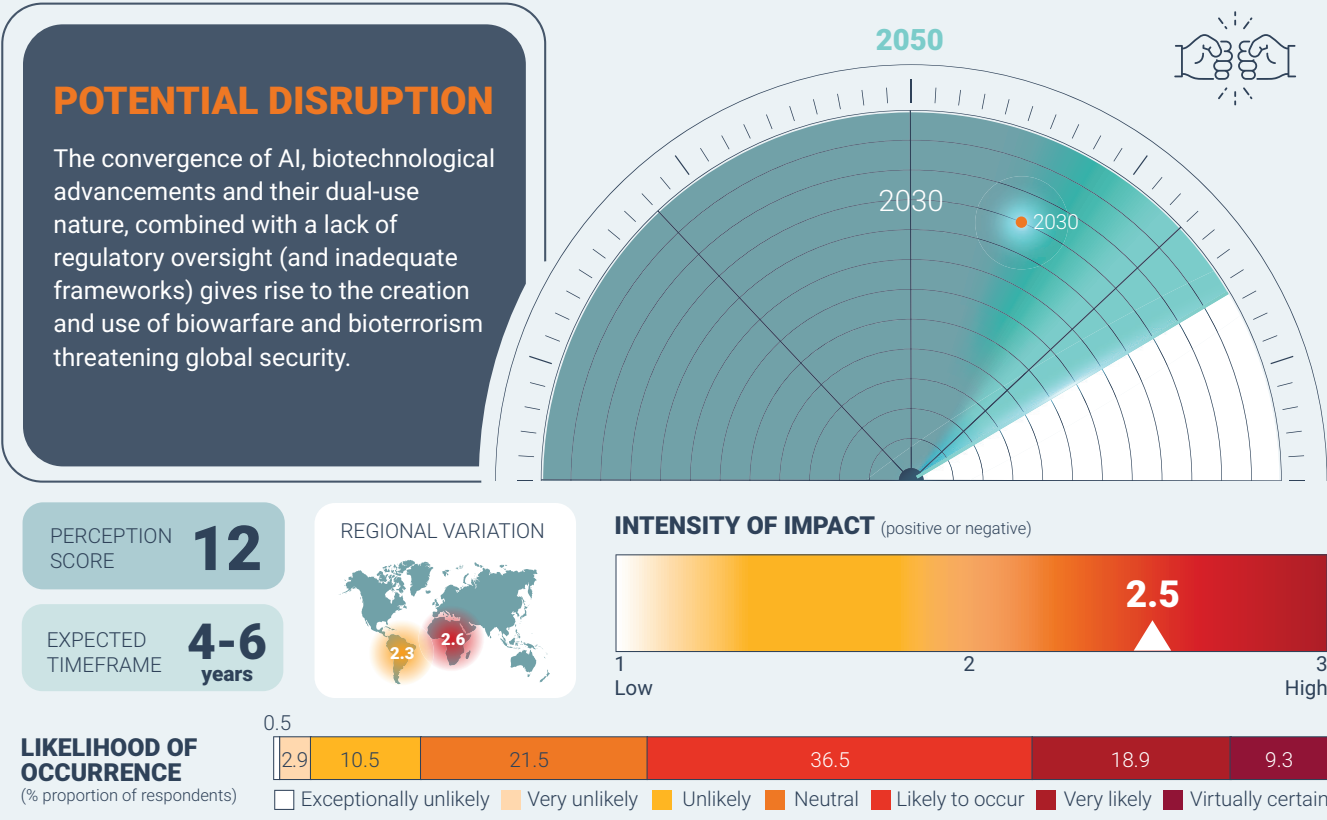 POTENTIAL DISRUPTION
The convergence of AI, biotechnological
advancements and their dual-use
nature, combined with a lack of
regulatory oversight (and inadequate
frameworks) gives rise to the creation
and use of biowarfare and bioterrorism
threatening global security.
2050
2030
2030
PERCEPTION
SCORE
12
EXPECTED
TIMEFRAME
4-6
years
REGIONAL VARIATION
2.3
2.6
INTENSITY OF IMPACT (positive or negative)
2.5
1
2
3
Low
High
LIKELIHOOD OF
OCCURRENCE
(% proportion of respondents)
0.5
2.9
10.5
21.5
36.5
18.9
9.3
Exceptionally unlikely
Very unlikely
Unlikely
Neutral
Likely to occur
Very likely
Virtually certain